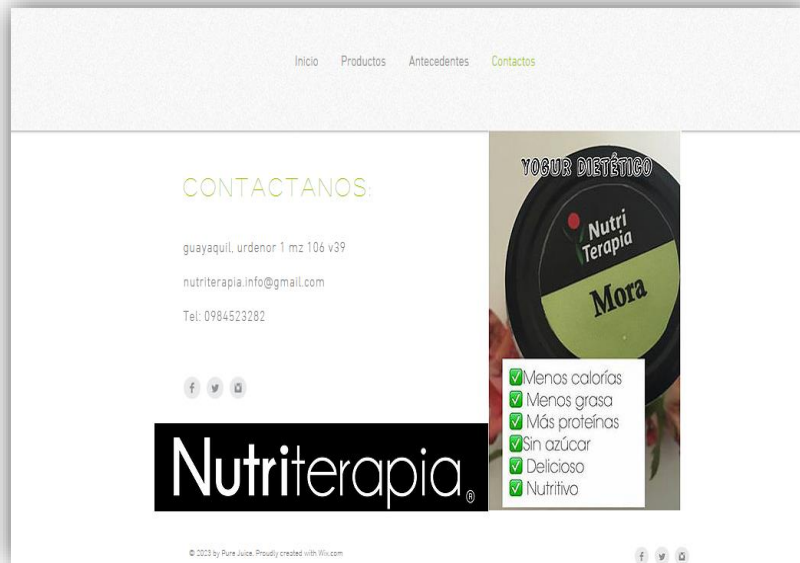 Inicio Productos Antecedentes Contactos
CONTACTANOS:
guayaquil, urdenor 1 mz 106 v39
nutriterapia.info@gmail.com
Tel: 0984523282
Nutriterapia®
YOGUR DIETÉTICO
Nutri
Terapia
Mora
✅Menos calorías
✅ Menos grasa
✅ Más proteínas
✅Sin azúcar
✅ Delicioso
✅ Nutritivo
© 2023 by Pure Juice. Proudly created with Wix.com